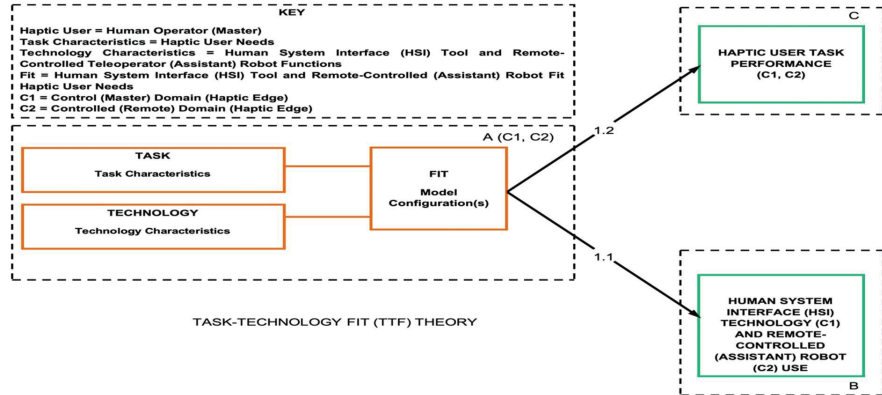 KEY
Haptic User = Human Operator (Master)
Task Characteristics = Haptic User Needs
Technology Characteristics = Human System Interface (HSI) Tool and Remote-
Controlled Teleoperator (Assistant) Robot Functions
Fit = Human System Interface (HSI) Tool and Remote-Controlled (Assistant) Robot Fit
Haptic User Needs
C1 = Control (Master) Domain (Haptic Edge)
C2 = Controlled (Remote) Domain (Haptic Edge)
A (C1, C2)
TASK
Task Characteristics
TECHNOLOGY
Technology Characteristics
FIT
Model
Configuration(s)
1.2
1.1
C
HAPTIC USER TASK
PERFORMANCE
(C1, C2)
HUMAN SYSTEM
INTERFACE (HSI)
TECHNOLOGY (C1)
AND REMOTE-
CONTROLLED
(ASSISTANT) ROBOT
(C2) USE
B
TASK-TECHNOLOGY FIT (TTF) THEORY